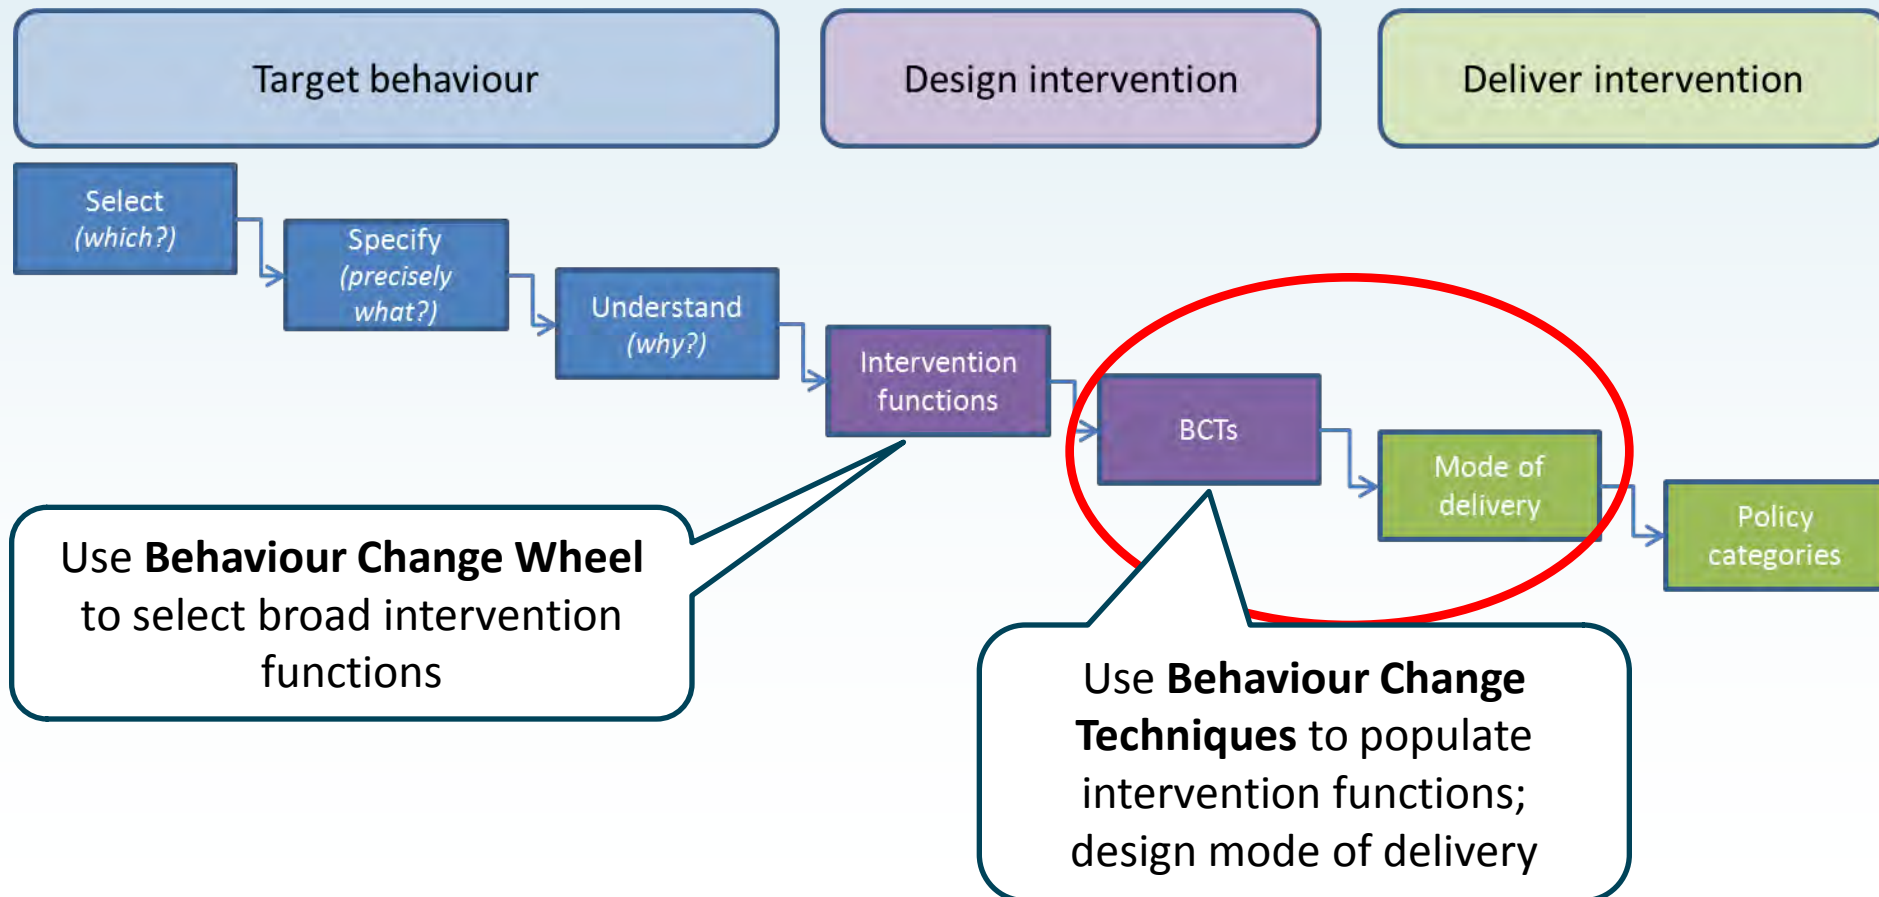 Target behaviour
Design intervention
Deliver intervention
Select
(which?)
Specify
(precisely
what?)
Understand
(why?)
Intervention
functions
BCTs
Mode of
delivery
Policy
categories
Use Behaviour Change Wheel
to select broad intervention
functions
Use Behaviour Change
Techniques to populate
intervention functions;
design mode of delivery